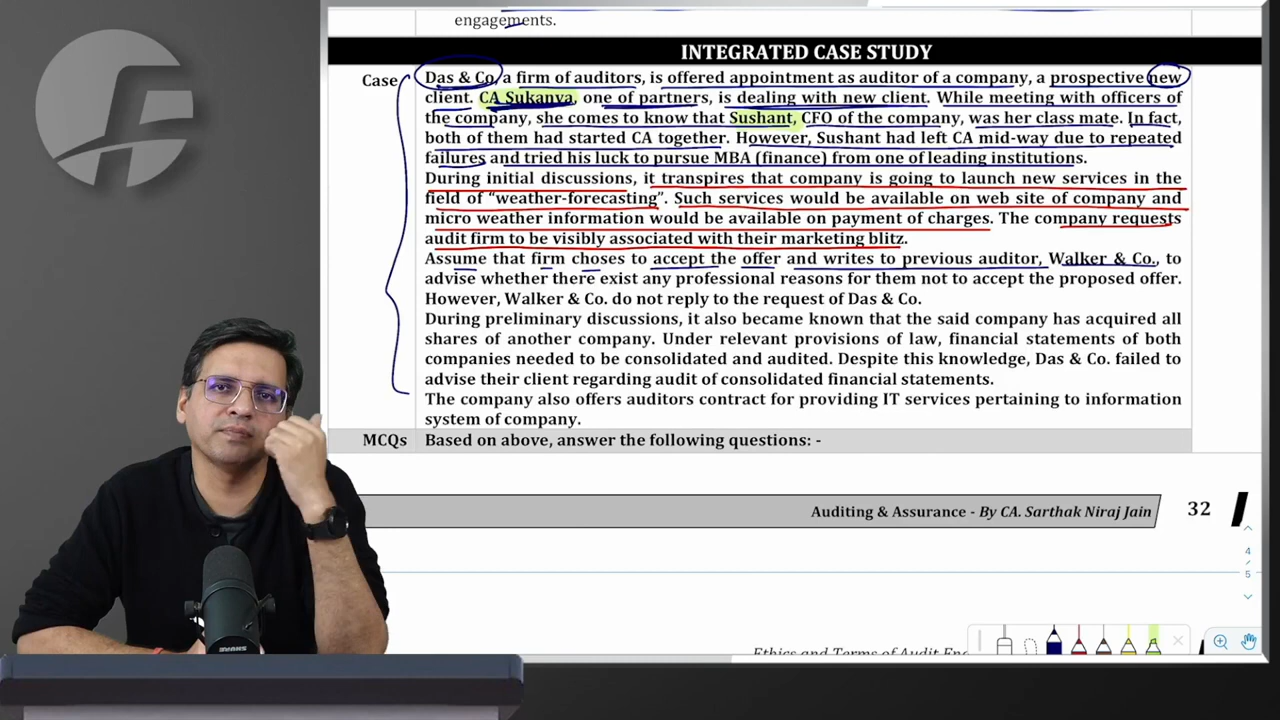 engagements.
INTEGRATED CASE STUDY
Case Das & Co, a firm of auditors, is offered appointment as auditor of a company, a prospective new
client. CA Sukanya, one of partners, is dealing with new client. While meeting with officers of
the company, she comes to know that Sushant, CFO of the company, was her class mate. In fact,
both of them had started CA together. However, Sushant had left CA mid-way due to repeated
failures and tried his luck to pursue MBA (finance) from one of leading institutions.
During initial discussions, it transpires that company is going to launch new services in the
field of “weather-forecasting”. Such services would be available on web site of company and
micro weather information would be available on payment of charges. The company requests
audit firm to be visibly associated with their marketing blitz.
Assume that firm choses to accept the offer and writes to previous auditor, Walker & Co., to
advise whether there exist any professional reasons for them not to accept the proposed offer.
However, Walker & Co. do not reply to the request of Das & Co.
During preliminary discussions, it also became known that the said company has acquired all
shares of another company. Under relevant provisions of law, financial statements of both
companies needed to be consolidated and audited. Despite this knowledge, Das & Co. failed to
advise their client regarding audit of consolidated financial statements.
The company also offers auditors contract for providing IT services pertaining to information
system of company.
MCQs Based on above, answer the following questions: -
Auditing & Assurance - By CA. Sarthak Niraj Jain 32
4
/
5
Ethics and Terms of Audit
SHURE